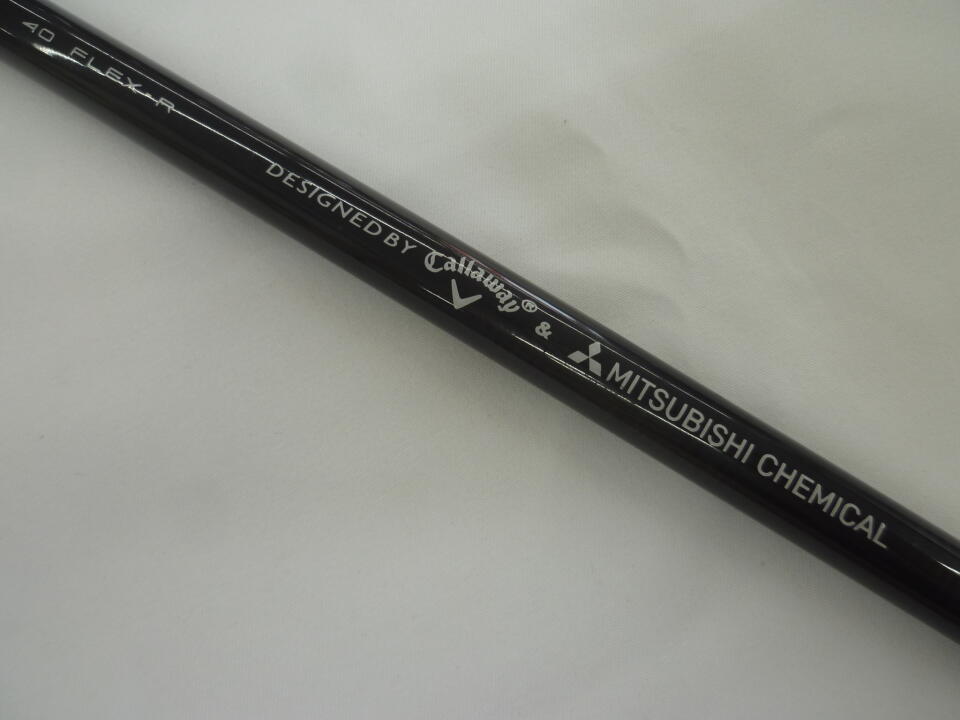 40 FLEX-R DESIGNED BY Callaway® & MITSUBISHI CHEMICAL